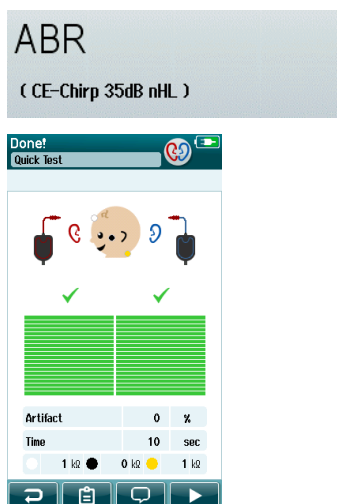 ABR
( CE-Chirp 35dB nHL )
Done!
Quick Test
Artifact 0 %
Time 10 sec
1 kΩ 0 kΩ 1 kΩ